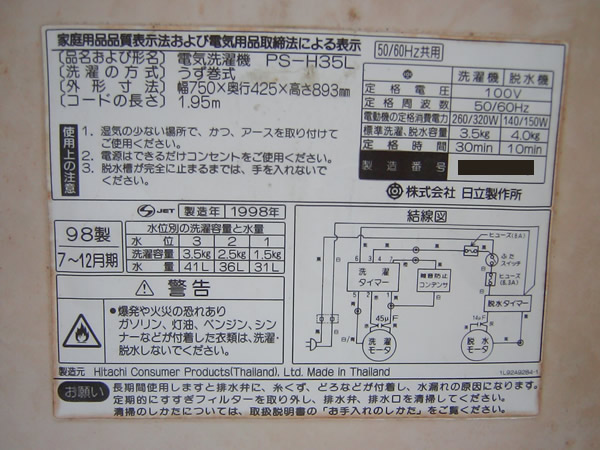 家庭用品品質表示法および電気用品取締法による表示
50/60Hz共用
品名および形名 電気洗濯機 PS-H35L
洗濯の方式 うず巻式
外形寸法 幅750×奥行425×高さ893mm
コードの長さ 1.95m
洗濯機 脱水機
定格電圧 100V
定格周波数 50/60Hz
電動機の定格消費電力 260/320W 140/150W
標準洗濯、脱水容量 3.5kg 4.0kg
定格時間 30min 10min
製造番号
使用上の注意
1. 湿気の少ない場所で、かつ、アースを取り付けて
ご使用ください。
2. 電源はできるだけコンセントをご使用ください。
3. 脱水槽が完全に止まるまでは、手を入れないで
ください。
株式会社 日立製作所
98製
7~12月期
JET 製造年 1998年
水位別の洗濯容量と水量
水位 3 2 1
洗濯容量 3.5kg 2.5kg 1.5kg
水量 41L 36L 31L
警告
●爆発や火災の恐れあり
ガソリン、灯油、ベンジン、シン
ナーなどが付着した衣類は、洗濯・
脱水しないでください。
結線図
ヒューズ(8A)
ふた
スイッチ
ヒューズ
(8.3A)
洗濯
タイマー
雑音防止
コンデンサ
脱水タイマー
45μF
14μF
洗濯
モータ
脱水
モータ
製造元 Hitachi Consumer Products(Thailand), Ltd. Made in Thailand
1L92A9284-1
お願い
長期間使用しますと排水弁に、糸くず、どろなどが付着し、水漏れの原因になります。
定期的にすすぎフィルターを取り外し、排水弁、排水口を清掃してください。
清掃のしかたについては、取扱説明書の「お手入れのしかた」をご覧ください。